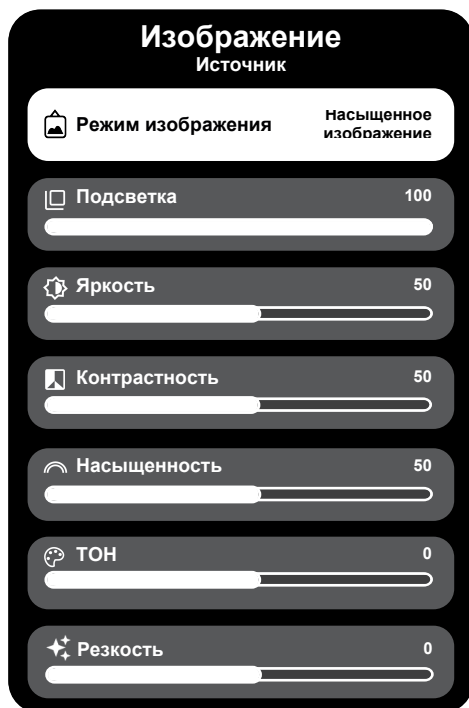 Изображение
Источник
Режим изображения
Насыщенное
изображение
Подсветка 100
Яркость 50
Контрастность 50
Насыщенность 50
ТОН 0
Резкость 0